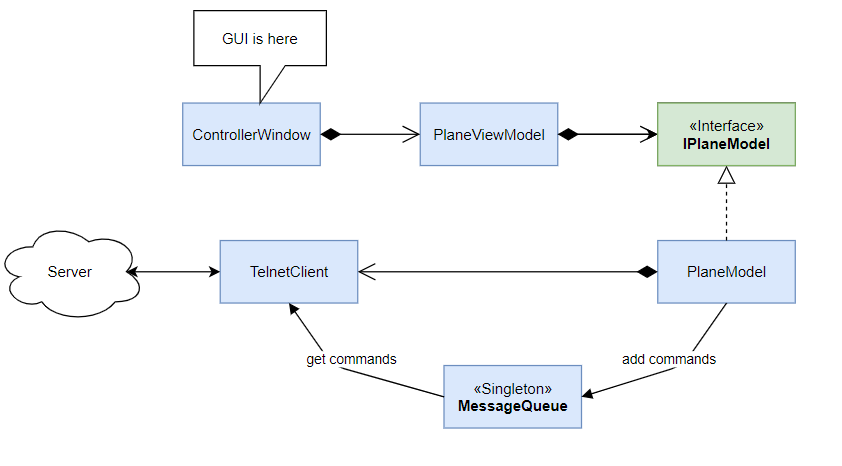 GUI is here
ControllerWindow
PlaneViewModel
«Interface»
IPlaneModel
Server
TelnetClient
PlaneModel
get commands
add commands
«Singleton»
MessageQueue